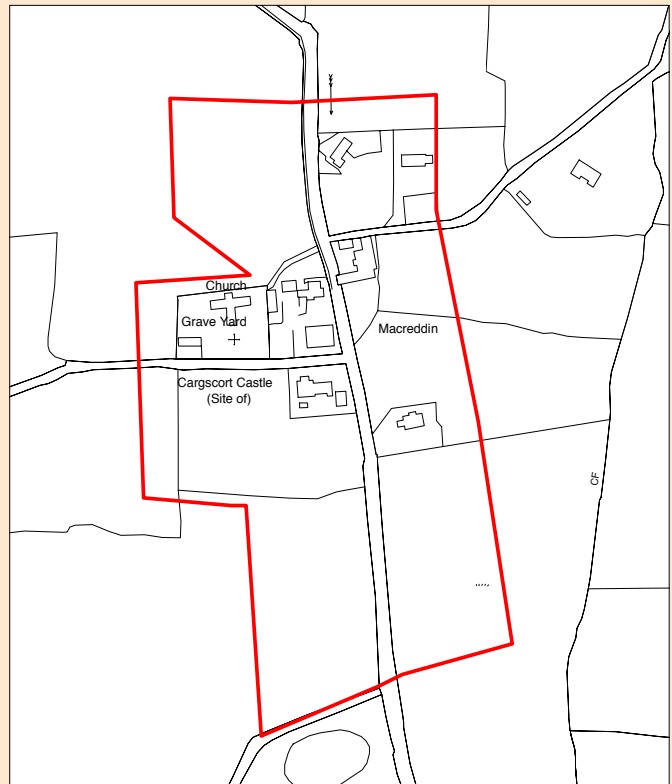 Church
Grave Yard
Macreddin
Cargscort Castle
(Site of)
CF